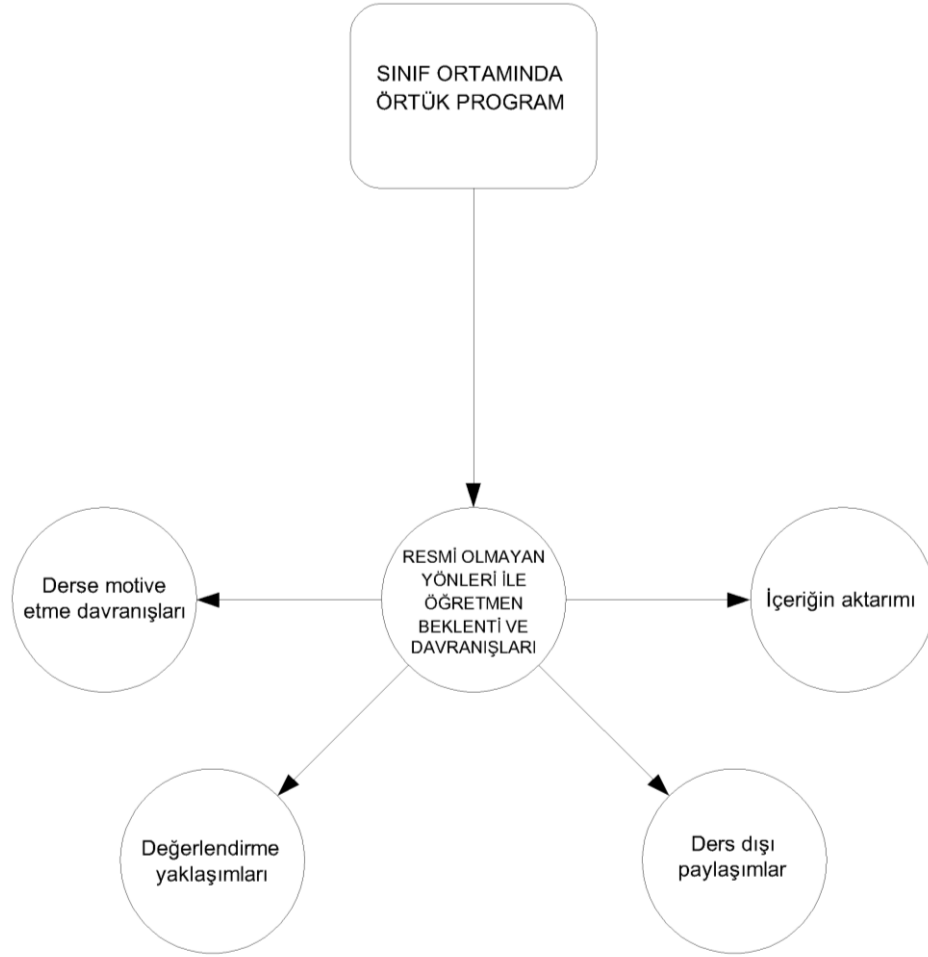 SINIF ORTAMINDA
ÖRTÜK PROGRAM
RESMİ OLMAYAN
YÖNLERİ İLE
ÖĞRETMEN
BEKLENTİ VE
DAVRANIŞLARI
Derse motive
etme davranışları
İçeriğin aktarımı
Değerlendirme
yaklaşımları
Ders dışı
paylaşımlar